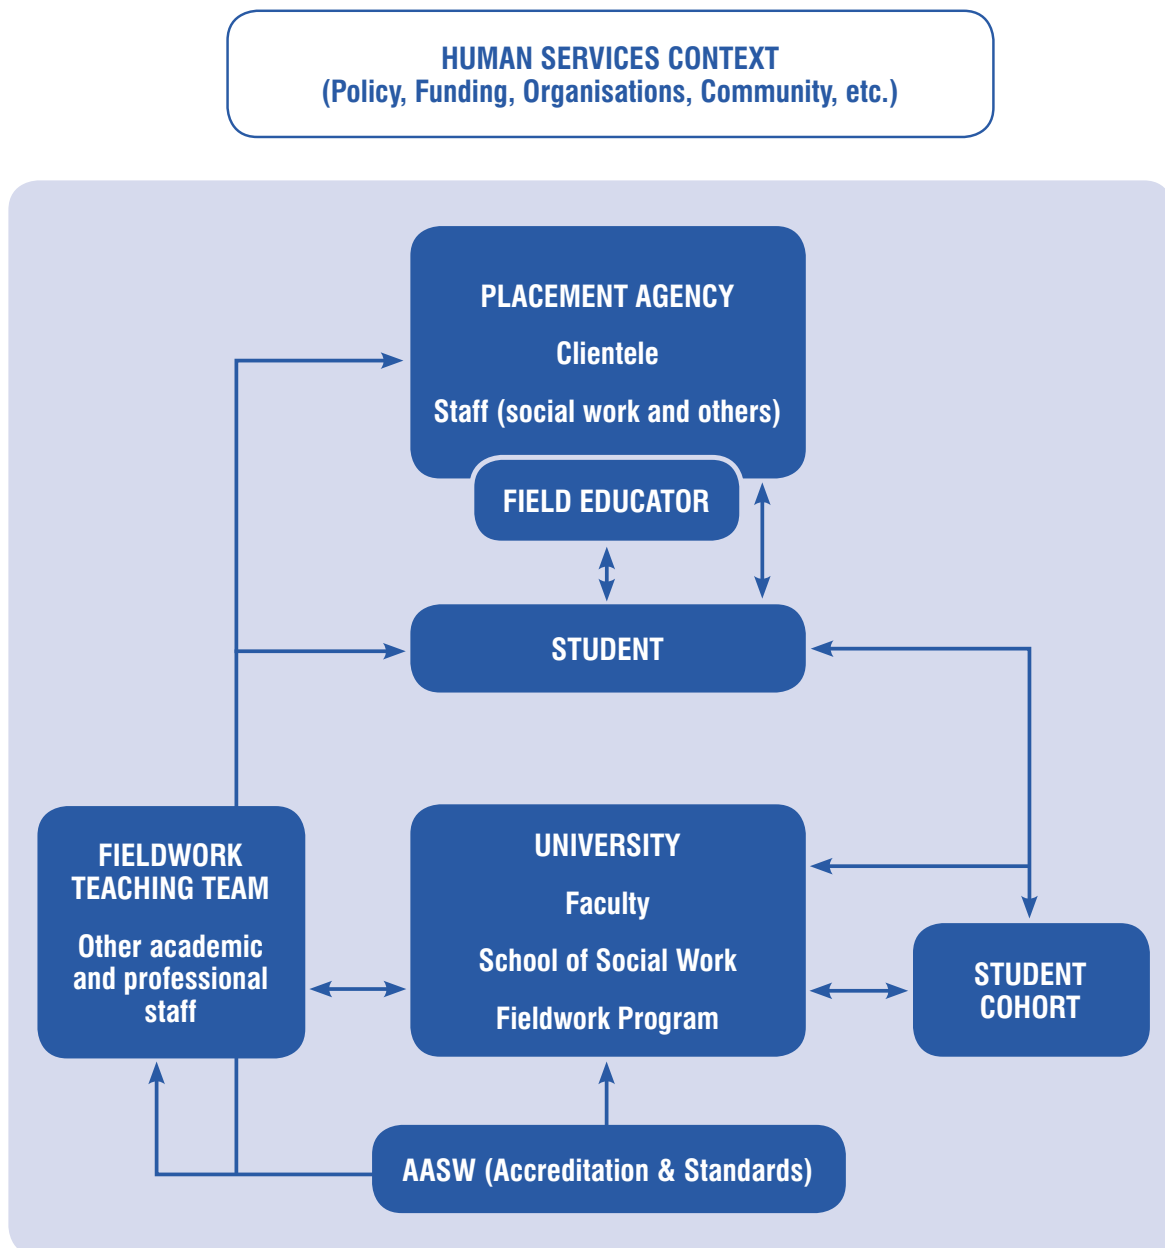 HUMAN SERVICES CONTEXT
(Policy, Funding, Organisations, Community, etc.)
PLACEMENT AGENCY
Clientele
Staff (social work and others)
FIELD EDUCATOR
STUDENT
FIELDWORK
TEACHING TEAM
Other academic
and professional
staff
UNIVERSITY
Faculty
School of Social Work
Fieldwork Program
STUDENT
COHORT
AASW (Accreditation & Standards)